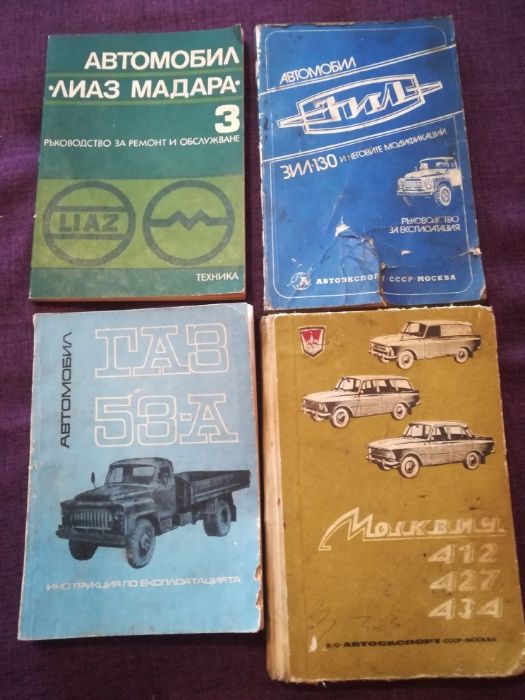 АВТОМОБИЛ
·ЛИАЗ МАДАРА·
3
РЪКОВОДСТВО ЗА РЕМОНТ И ОБСЛУЖВАНЕ
LIAZ
ТЕХНИКА
АВТОМОБИЛ
ЗИЛ
ЗИЛ-130 И НЕГОВИТЕ МОДИФИКАЦИИ
РЪКОВОДСТВО
ЗА ЕКСПЛОАТАЦИЯ
АВТОЭКСПОРТ·СССР·МОСКВА
АВТОМОБИЛ
ГАЗ
53-А
ИНСТРУКЦИЯ ПО ЕКСПЛОАТАЦИЯТА
Москвич
412
427
434
В/О·АВТОЕКСПОРТ·СССР·МОСКВА